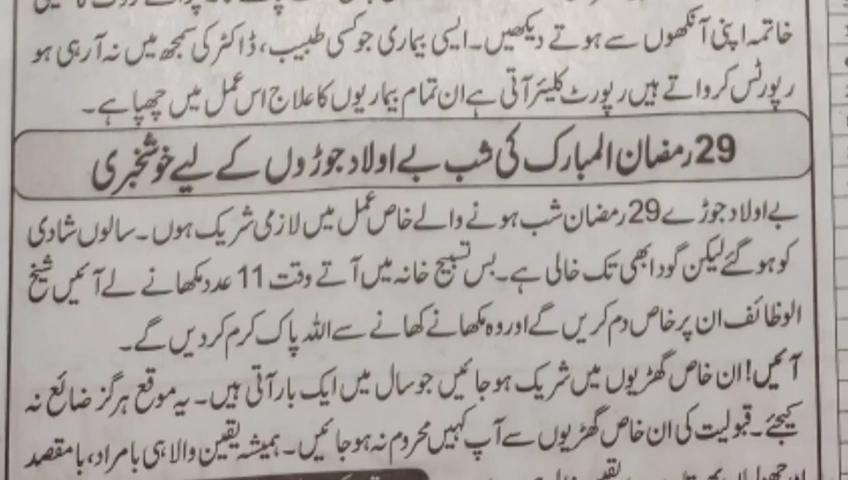 خاتمہ اپنی آنکھوں سے ہوتے دیکھیں۔ ایسی بیماری جو کسی طبیب، ڈاکٹر کی سمجھ میں نہ آرہی ہو
رپورٹس کرواتے ہیں رپورٹ کلیئر آتی ہے ان تمام بیماریوں کا علاج اس عمل میں چھپا ہے۔
29 رمضان المبارک کی شب بے اولاد جوڑوں کے لیے خوشخبری
بے اولاد جوڑے 29 رمضان شب ہونے والے خاص عمل میں لازمی شریک ہوں۔ سالوں شادی
کو ہو گئے لیکن گود ابھی تک خالی ہے۔ بس تسبیح خانہ میں آتے وقت 11 عدد مکھانے لے آئیں شیخ
الوظائف ان پر خاص دم کریں گے اور وہ مکھانے کھانے سے اللہ پاک کرم کردیں گے۔
آئیں! ان خاص گھڑیوں میں شریک ہوجائیں جو سال میں ایک بار آتی ہیں۔ یہ موقع ہرگز ضائع نہ
کیجئے۔ قبولیت کی ان خاص گھڑیوں سے آپ کہیں محروم نہ ہوجائیں۔ ہمیشہ یقین والا ہی بامراد، بامقصد